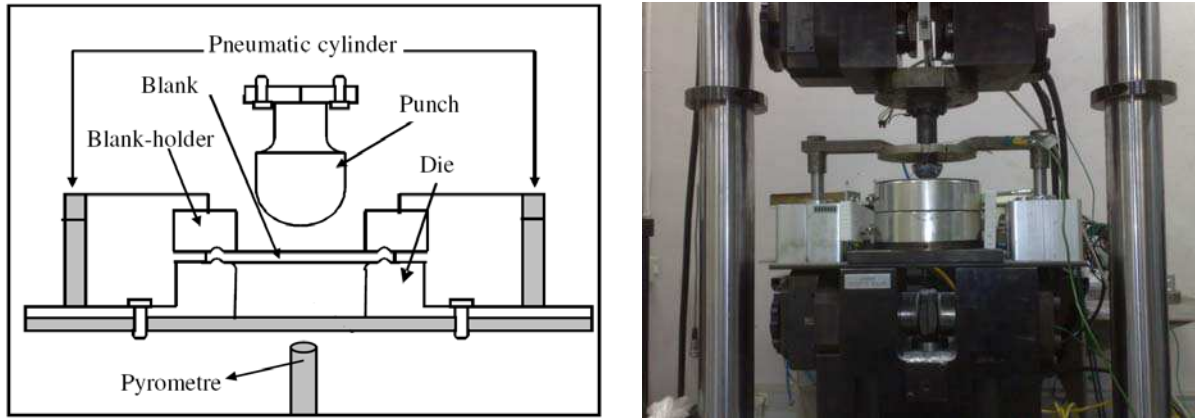 Pneumatic cylinder
Blank
Punch
Blank-holder
Die
Pyrometre